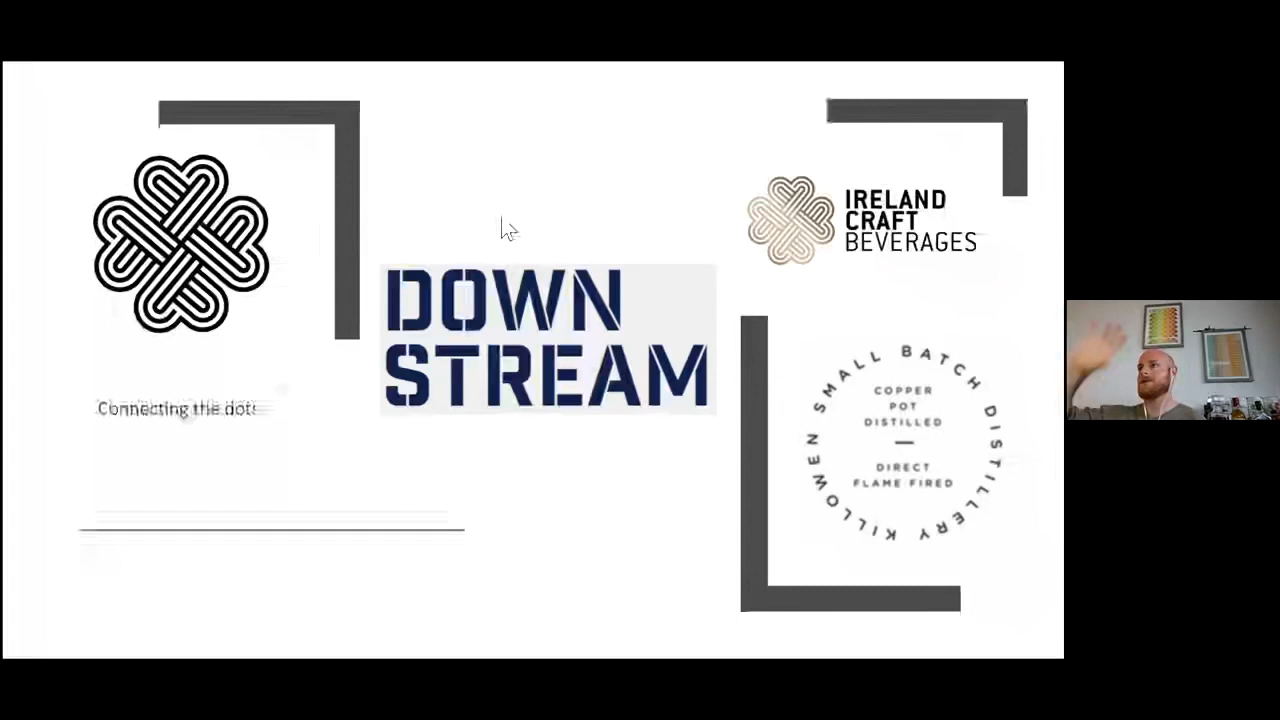 Connecting the dots
DOWN
STREAM
IRELAND
CRAFT
BEVERAGES
KILLOWEN SMALL BATCH DISTILLERY
COPPER
POT
DISTILLED
—
DIRECT
FLAME FIRED